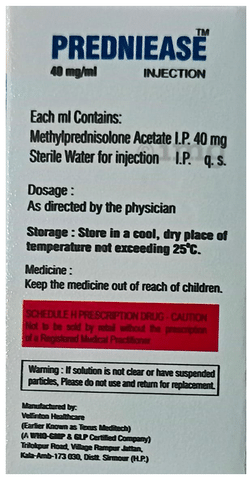 PREDNIEASE™
40 mg/ml INJECTION
Each ml Contains:
Methylprednisolone Acetate I.P. 40 mg
Sterile Water for injection I.P. q. s.
Dosage :
As directed by the physician
Storage : Store in a cool, dry place of
temperature not exceeding 25°C.
Medicine :
Keep the medicine out of reach of children.
SCHEDULE H PRESCRIPTION DRUG - CAUTION
Not to be sold by retail without the prescription
of a Registered Medical Practitioner
Warning : If solution is not clear or have suspended
particles, Please do not use and return for replacement.
Manufactured by:
Vellinton Healthcare
(Earlier Known as Texus Meditech)
(A WHO-GMP & GLP Certified Company)
Trilokpur Road, Village Rampur Jattan,
Kala-Amb-173 030, Distt. Sirmour (H.P.)